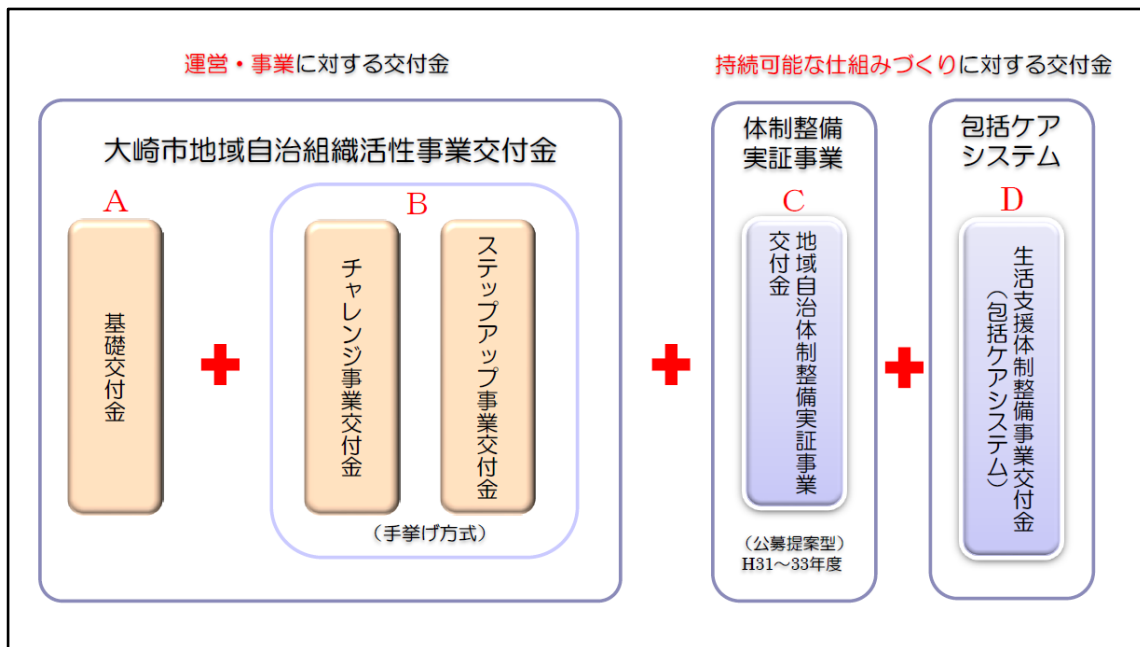 運営・事業に対する交付金
持続可能な仕組みづくりに対する交付金
大崎市地域自治組織活性事業交付金
A
基礎交付金
B
チャレンジ事業交付金
ステップアップ事業交付金
（手挙げ方式）
体制整備
実証事業
C
地域自治体制整備実証事業
交付金
（公募提案型）
H31～33年度
包括ケア
システム
D
生活支援体制整備事業交付金
（包括ケアシステム）